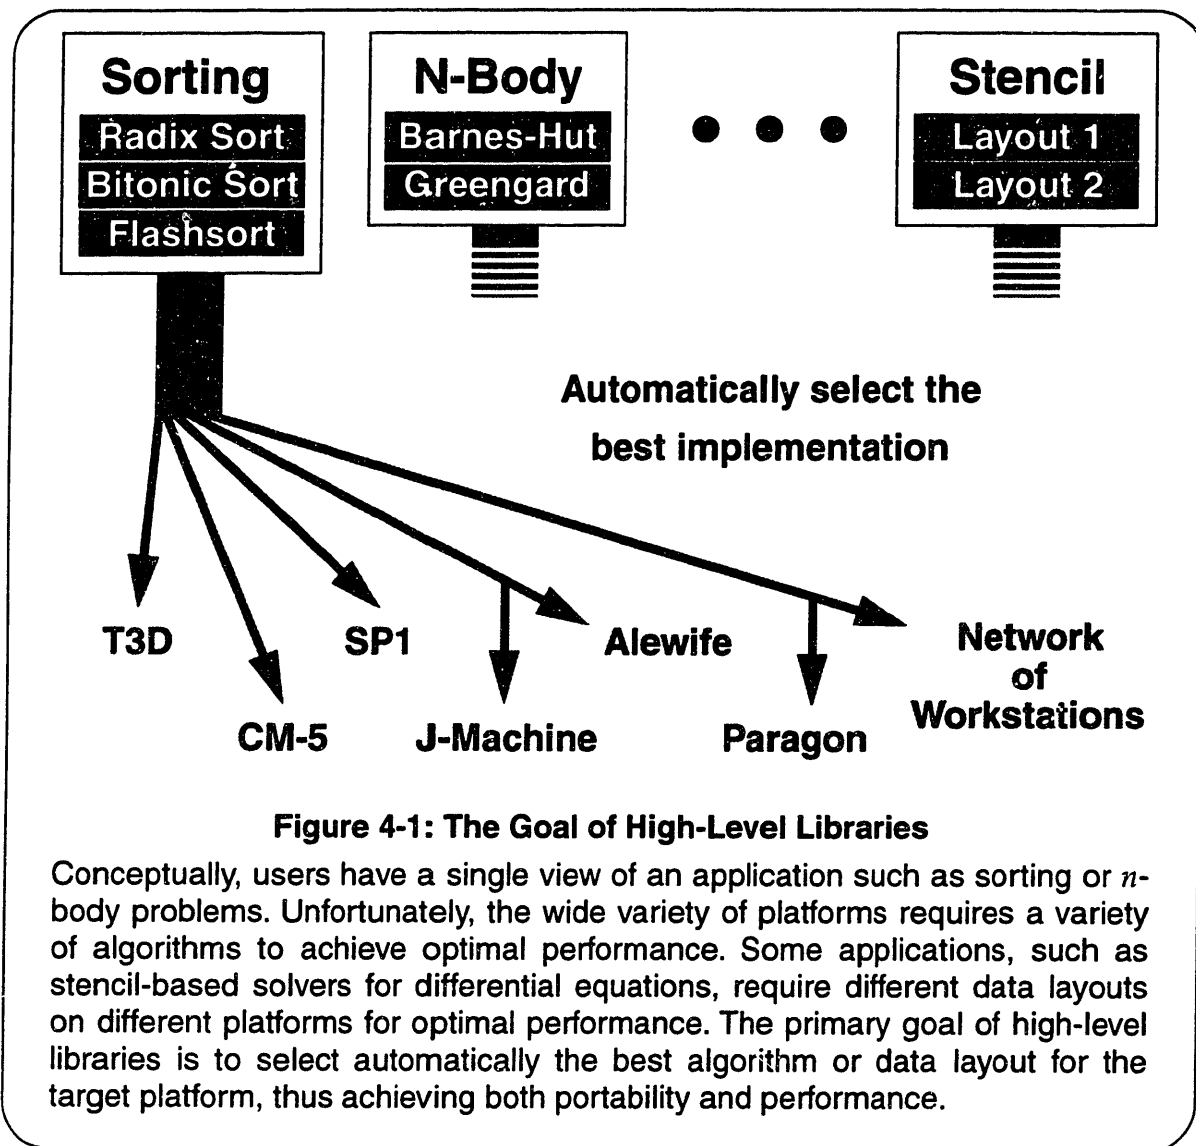 Sorting
Radix Sort
Bitonic Sort
Flashsort
N-Body
Barnes-Hut
Greengard
Stencil
Layout 1
Layout 2
Automatically select the
best implementation
T3D
SP1
Alewife
Network
of
Workstations
CM-5
J-Machine
Paragon
Figure 4-1: The Goal of High-Level Libraries
Conceptually, users have a single view of an application such as sorting or n-
body problems. Unfortunately, the wide variety of platforms requires a variety
of algorithms to achieve optimal performance. Some applications, such as
stencil-based solvers for differential equations, require different data layouts
on different platforms for optimal performance. The primary goal of high-level
libraries is to select automatically the best algorithm or data layout for the
target platform, thus achieving both portability and performance.